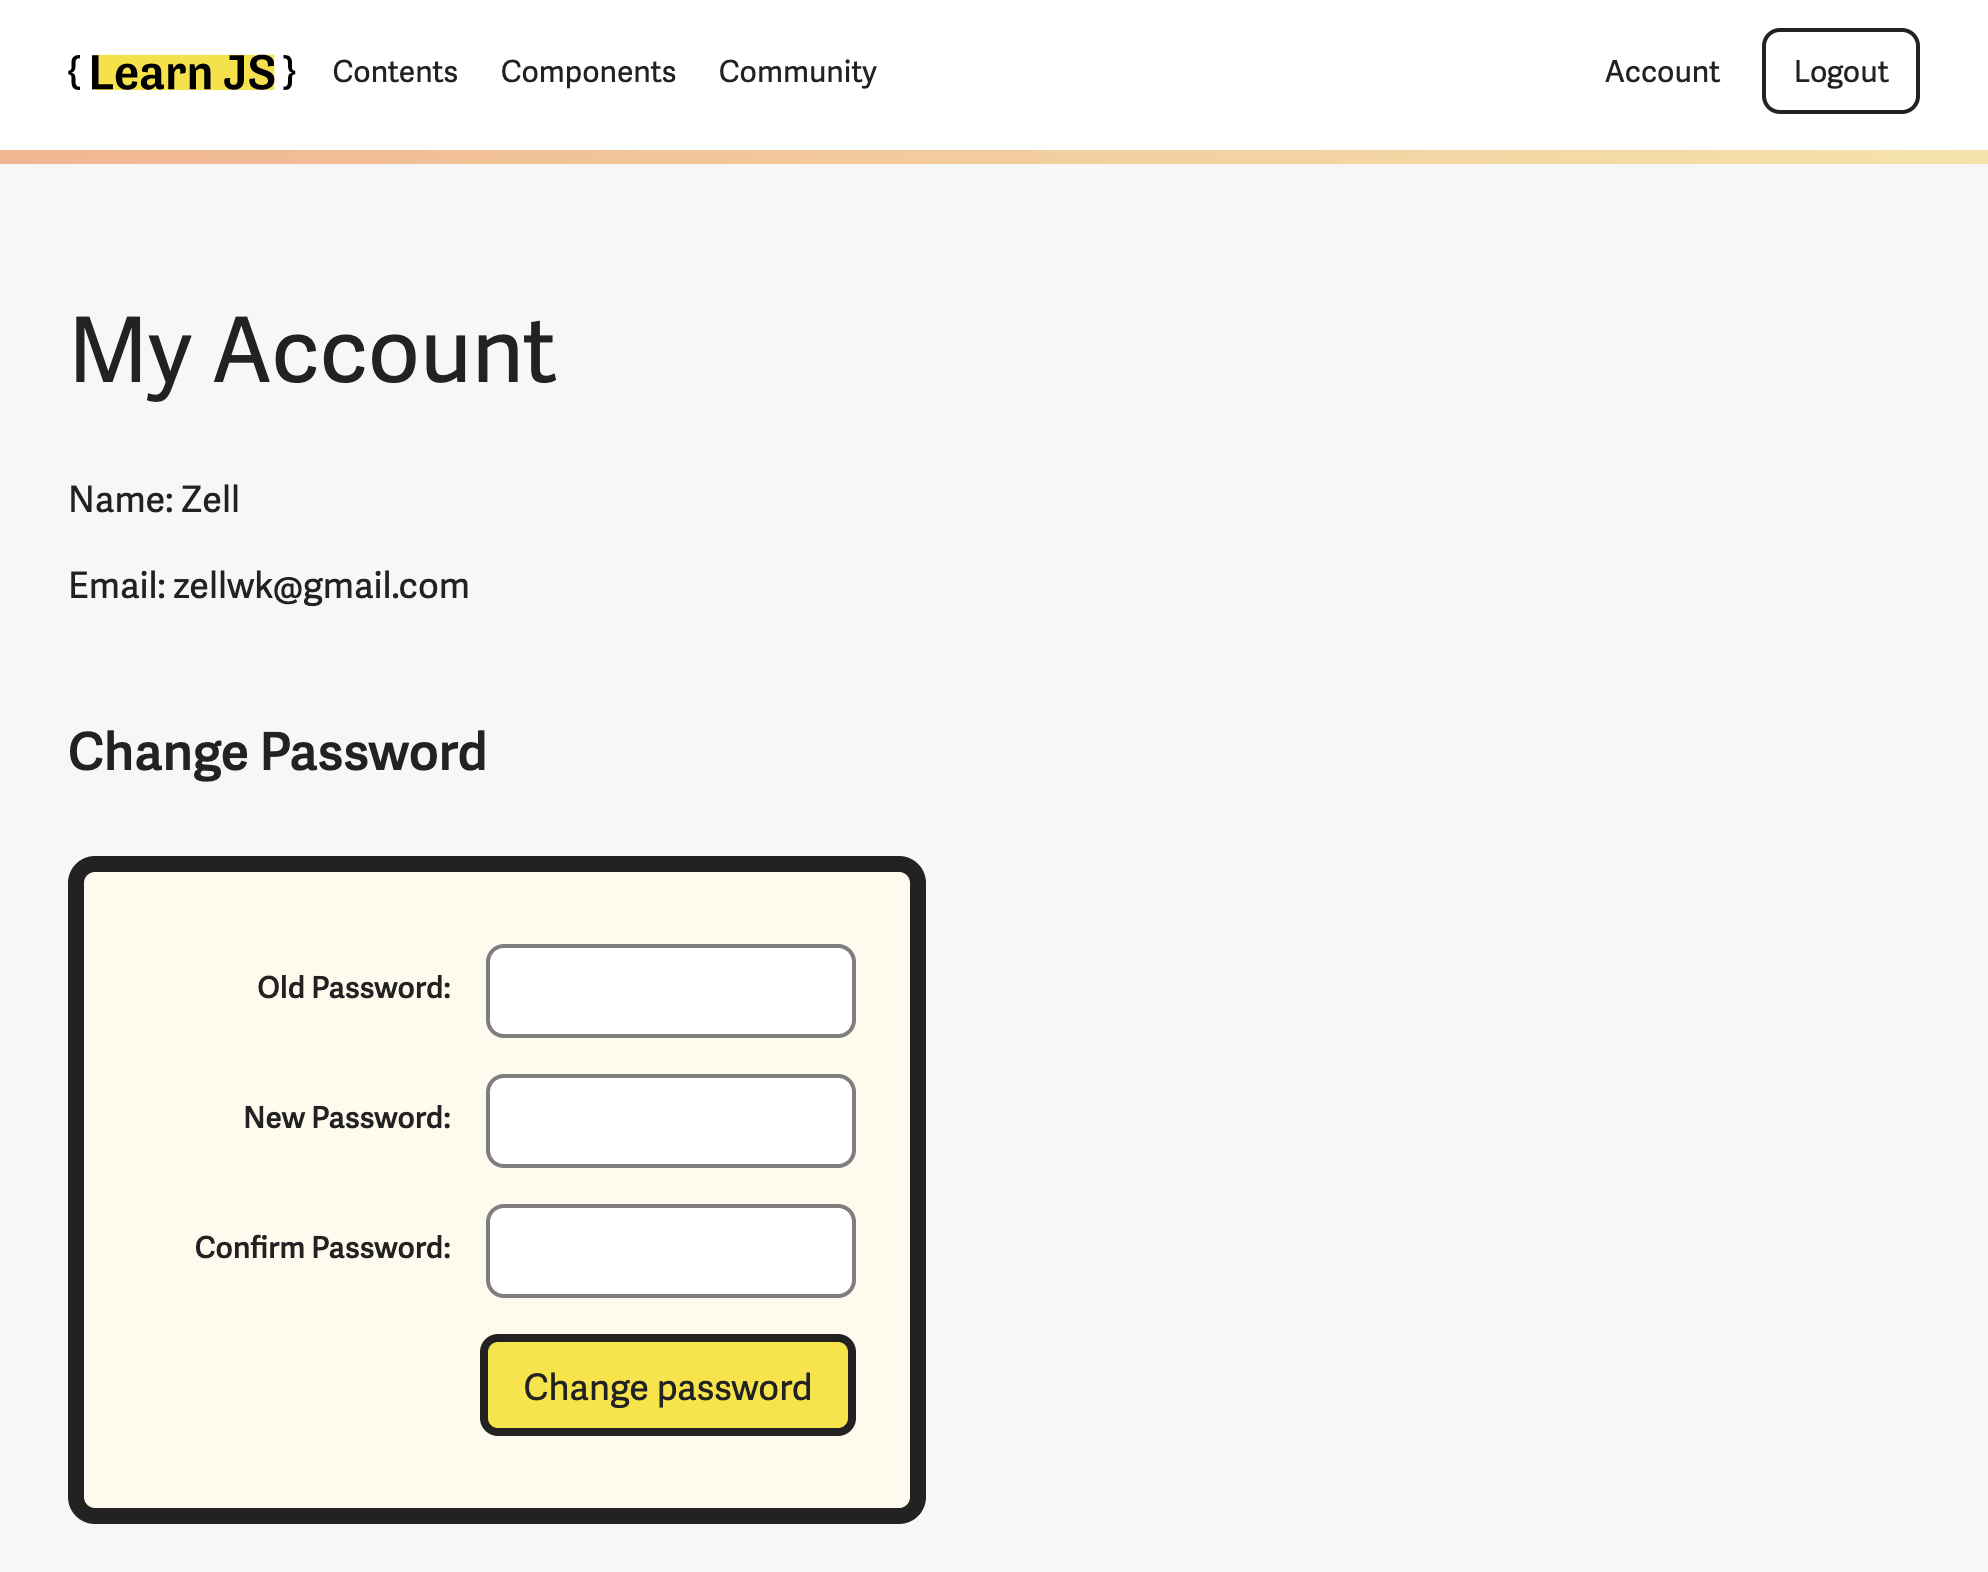 { Learn JS } Contents Components Community Account Logout
My Account
Name: Zell
Email: zellwk@gmail.com
Change Password
Old Password:
New Password:
Confirm Password:
Change password